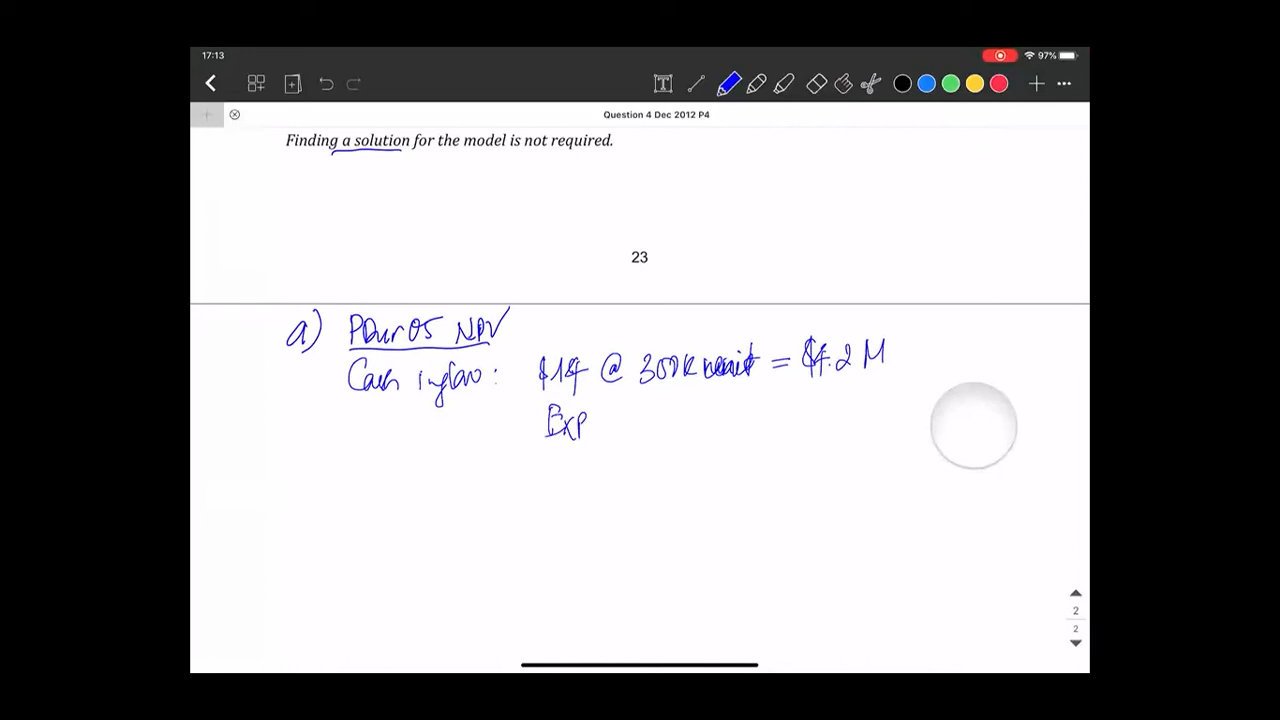 17:13
97%
Question 4 Dec 2012 P4
Finding a solution for the model is not required.
23
a) PDur05 NPV
Cash inflow: $14 @ 300K unit = $4.2 M
Exp
2
2